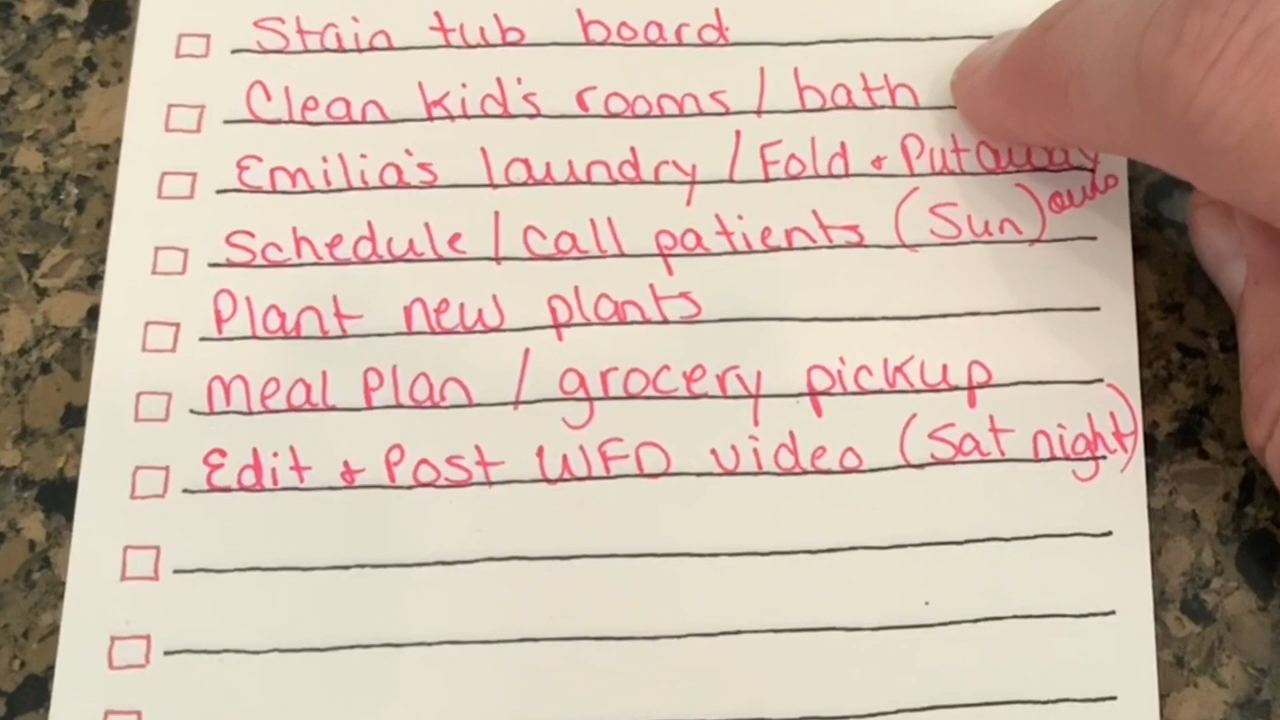 Stain tub board
Clean kid's rooms / bath
Emilia's laundry / Fold & Put away
Schedule / Call patients (Sun)
Plant new plants
Meal Plan / grocery pickup
Edit & Post WFD video (Sat night)